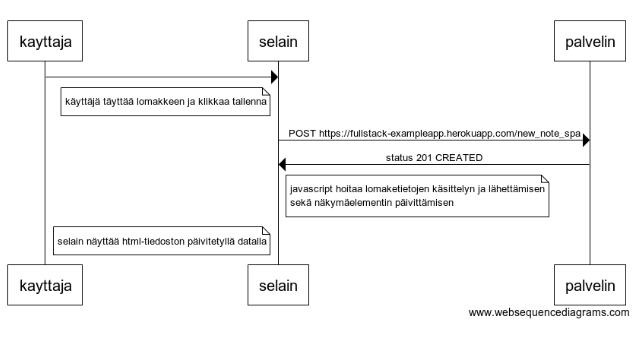 kayttaja
selain
palvelin
käyttäjä täyttää lomakkeen ja klikkaa tallenna
POST https://fullstack-exampleapp.herokuapp.com/new_note_spa
status 201 CREATED
javascript hoitaa lomaketietojen käsittelyn ja lähettämisen
sekä näkymäelementin päivittämisen
selain näyttää html-tiedoston päivitetyllä datalla
kayttaja
selain
palvelin
www.websequencediagrams.com